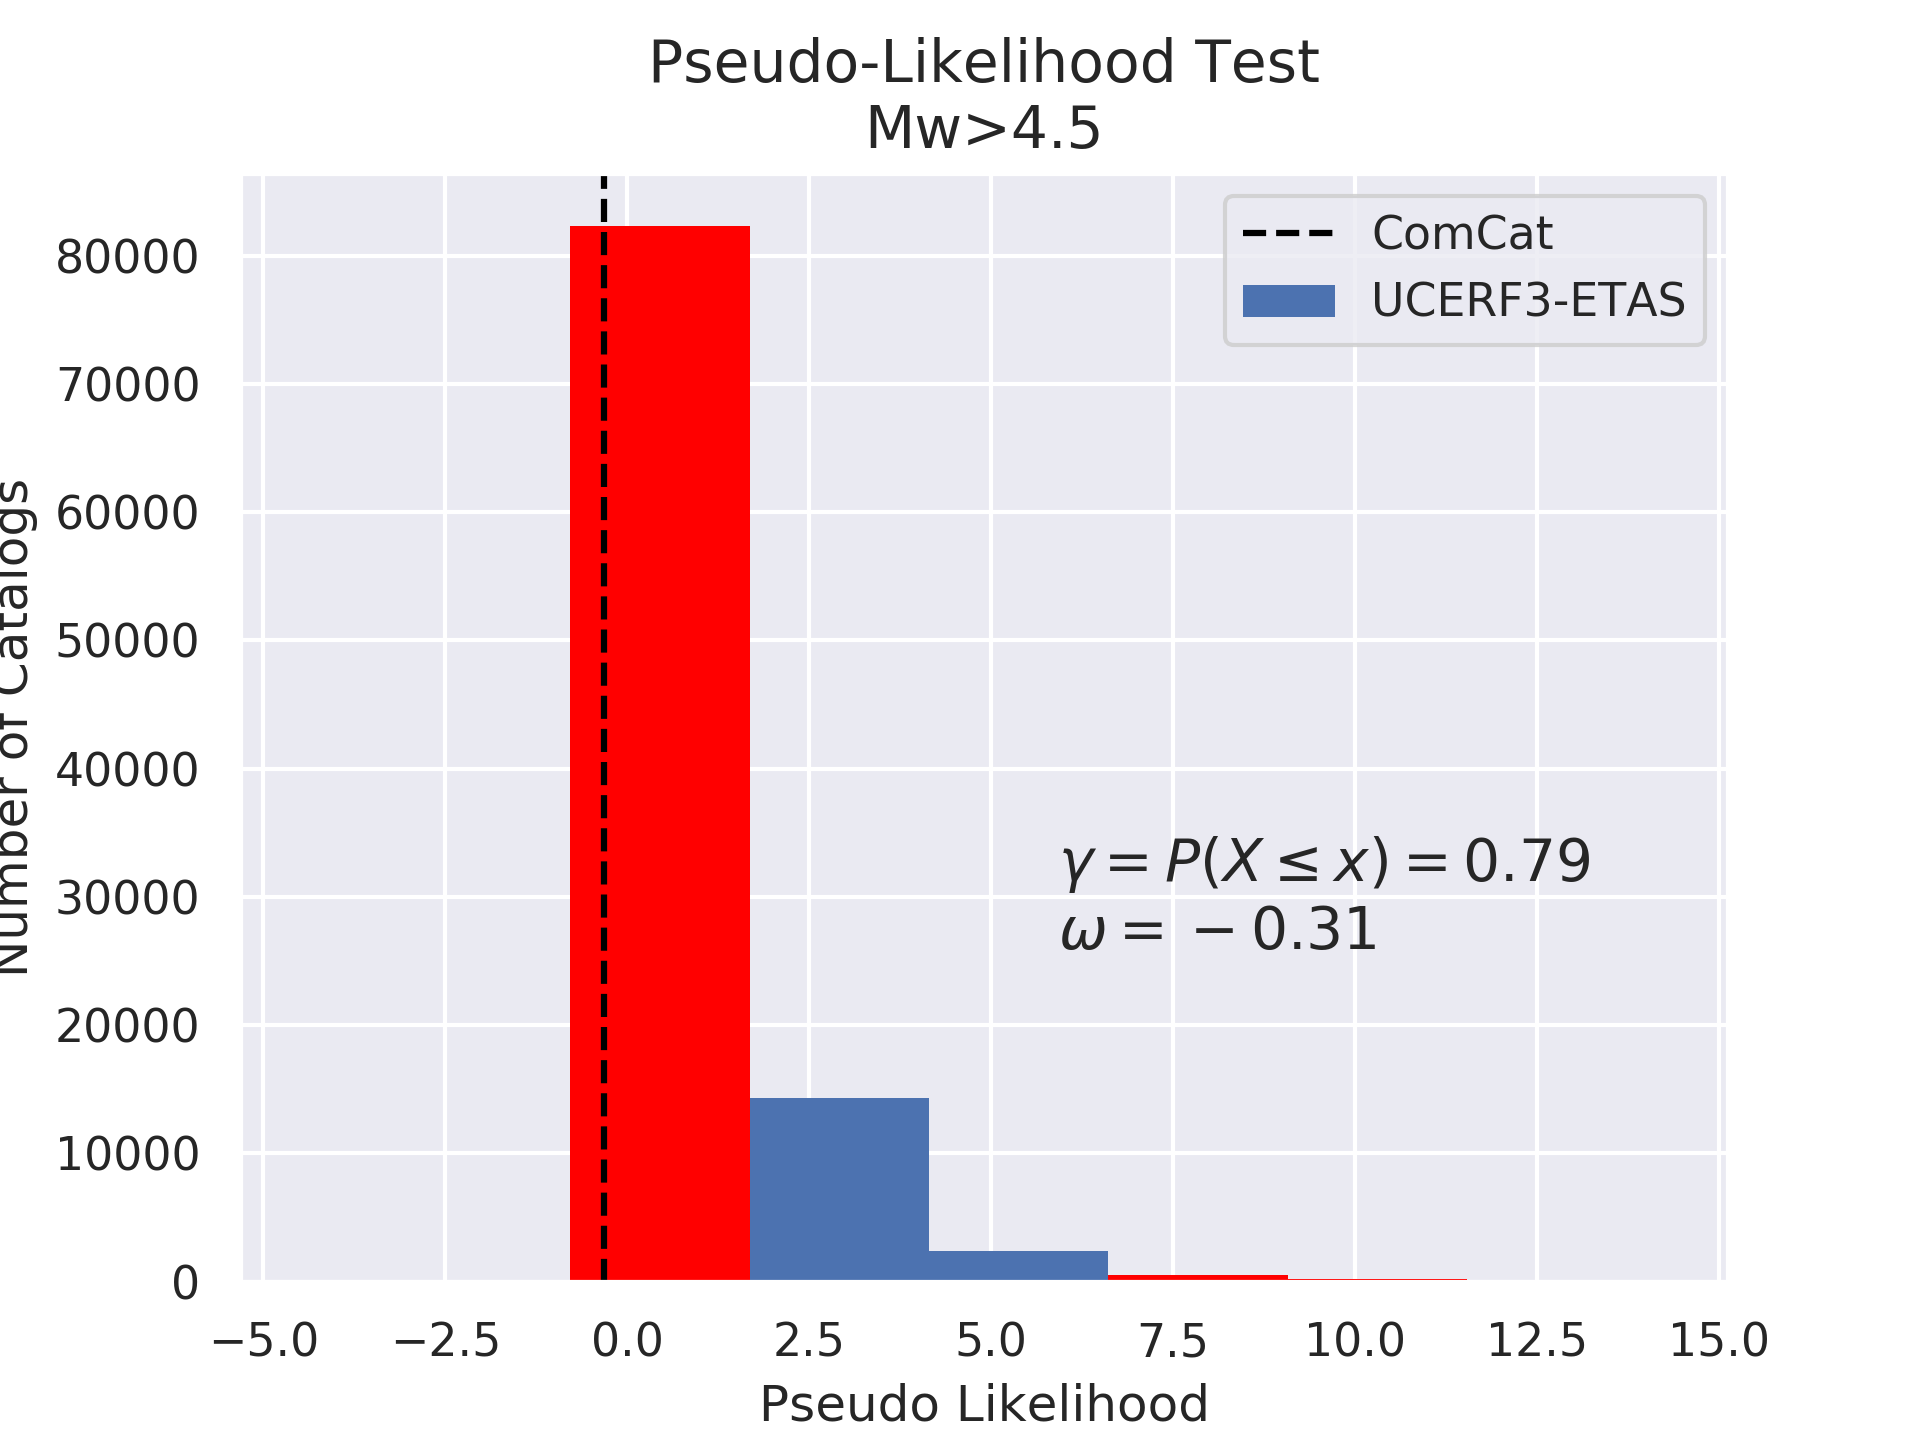 Pseudo-Likelihood Test
Mw>4.5
ComCat
UCERF3-ETAS
80000
70000
60000
50000
40000
30000
20000
10000
0
Number of Catalogs
γ = P(X ≤ x) = 0.79
ω = − 0.31
−5.0 −2.5 0.0 2.5 5.0 7.5 10.0 12.5 15.0
Pseudo Likelihood